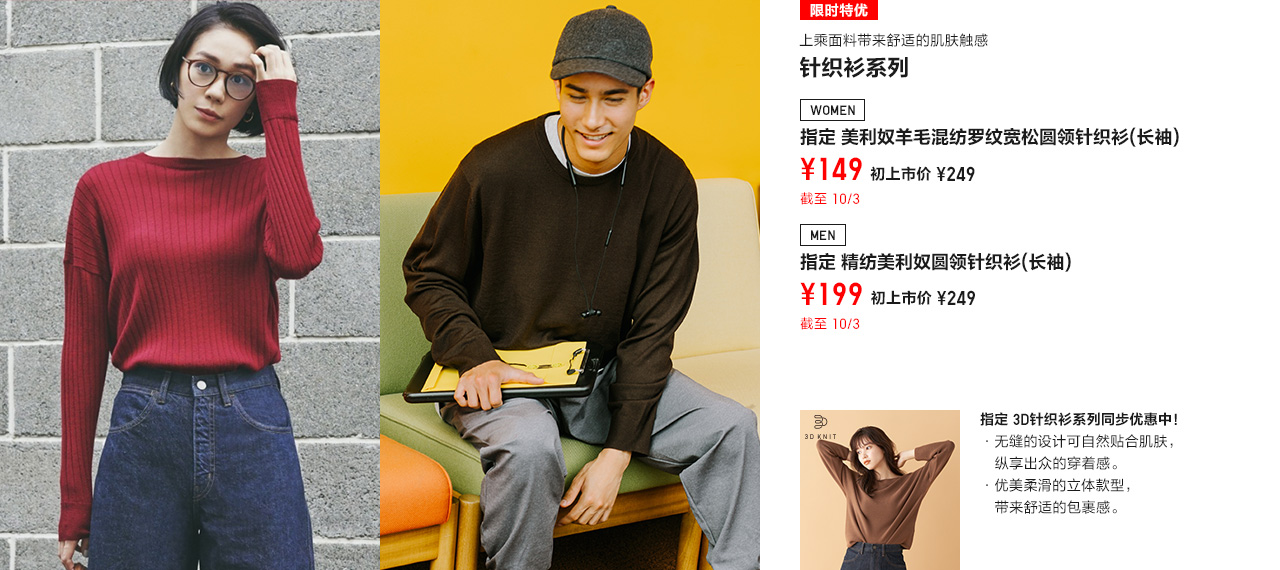 限时特优
上乘面料带来舒适的肌肤触感
针织衫系列
WOMEN
指定 美利奴羊毛混纺罗纹宽松圆领针织衫(长袖)
¥149 初上市价 ¥249
截至 10/3
MEN
指定 精纺美利奴圆领针织衫(长袖)
¥199 初上市价 ¥249
截至 10/3
3D KNIT
指定 3D针织衫系列同步优惠中!
· 无缝的设计可自然贴合肌肤，
纵享出众的穿着感。
· 优美柔滑的立体款型，
带来舒适的包裹感。